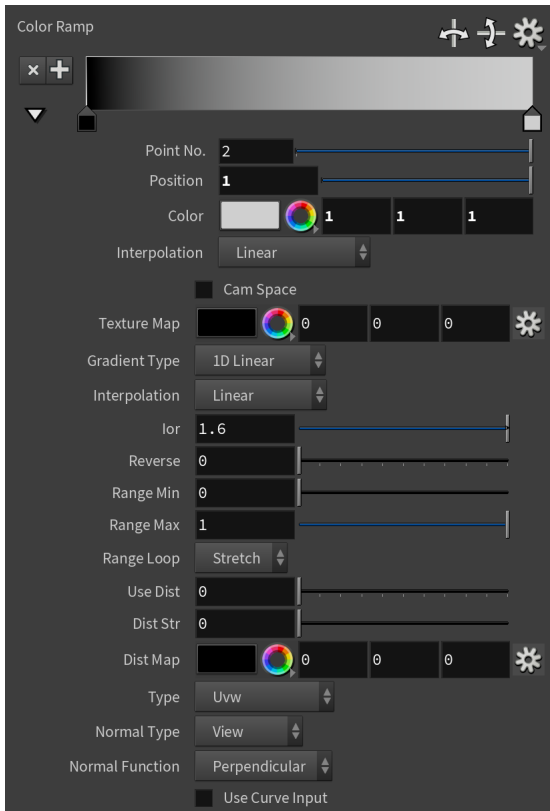 Color Ramp
Point No. 2
Position 1
Color 1 1 1
Interpolation Linear
Cam Space
Texture Map 0 0 0
Gradient Type 1D Linear
Interpolation Linear
Ior 1.6
Reverse 0
Range Min 0
Range Max 1
Range Loop Stretch
Use Dist 0
Dist Str 0
Dist Map 0 0 0
Type Uvw
Normal Type View
Normal Function Perpendicular
Use Curve Input